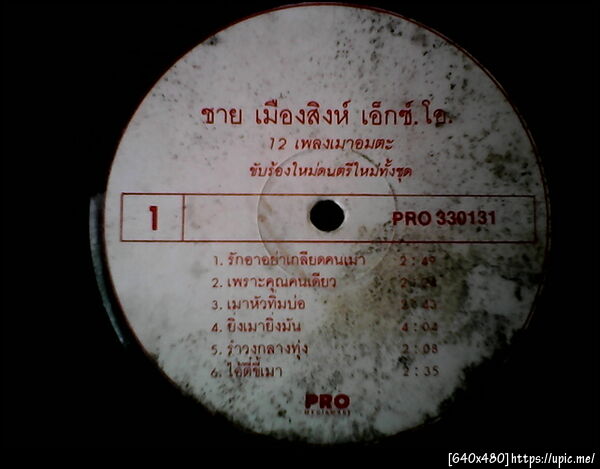 ชาย เมืองสิงห์ เอ็กซ์.โอ.
12 เพลงเมาอมตะ
ขับร้องใหม่ดนตรีใหม่ทั้งชุด
1 PRO 330131
1. รักอาอย่าเกลียดคนเมา 2:49
2. เพราะคุณคนเดียว
3. เมาหัวทิ่มบ่อ :43
4. ยิ่งเมายิ่งมัน 4:04
5. รำวงกลางทุ่ง 2:08
6. ไอ้ตี๋ขี้เมา 2:35
PRO
[640x480]https://upic.me/